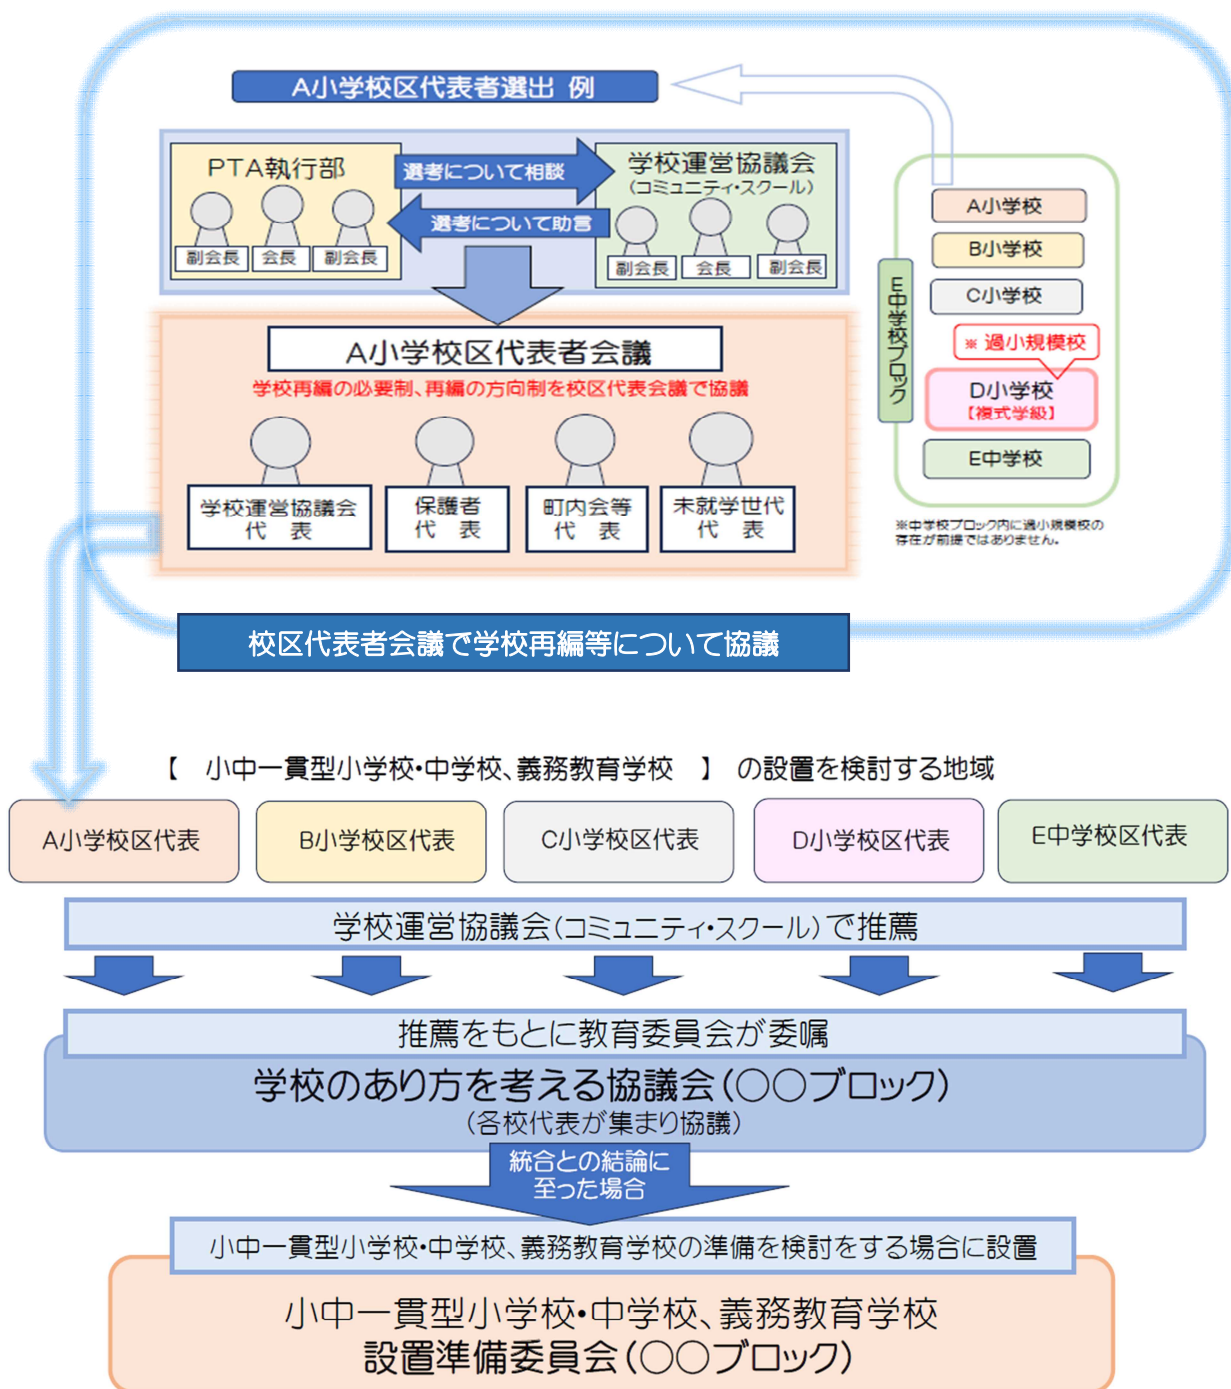 A小学校区代表者選出 例
PTA執行部
選考について相談
学校運営協議会
(コミュニティ・スクール)
選考について助言
副会長
会長
副会長
副会長
会長
副会長
A小学校区代表者会議
学校再編の必要制、再編の方向制を校区代表会議で協議
学校運営協議会
代 表
保護者
代 表
町内会等
代 表
未就学世代
代 表
E中学校ブロック
A小学校
B小学校
C小学校
※ 過小規模校
D小学校
【複式学級】
E中学校
※中学校ブロック内に過小規模校の
存在が前提ではありません。
校区代表者会議で学校再編等について協議
【 小中一貫型小学校・中学校、義務教育学校 】 の設置を検討する地域
A小学校区代表
B小学校区代表
C小学校区代表
D小学校区代表
E中学校区代表
学校運営協議会(コミュニティ・スクール)で推薦
推薦をもとに教育委員会が委嘱
学校のあり方を考える協議会(○○ブロック)
(各校代表が集まり協議)
統合との結論に
至った場合
小中一貫型小学校・中学校、義務教育学校の準備を検討をする場合に設置
小中一貫型小学校・中学校、義務教育学校
設置準備委員会(○○ブロック)